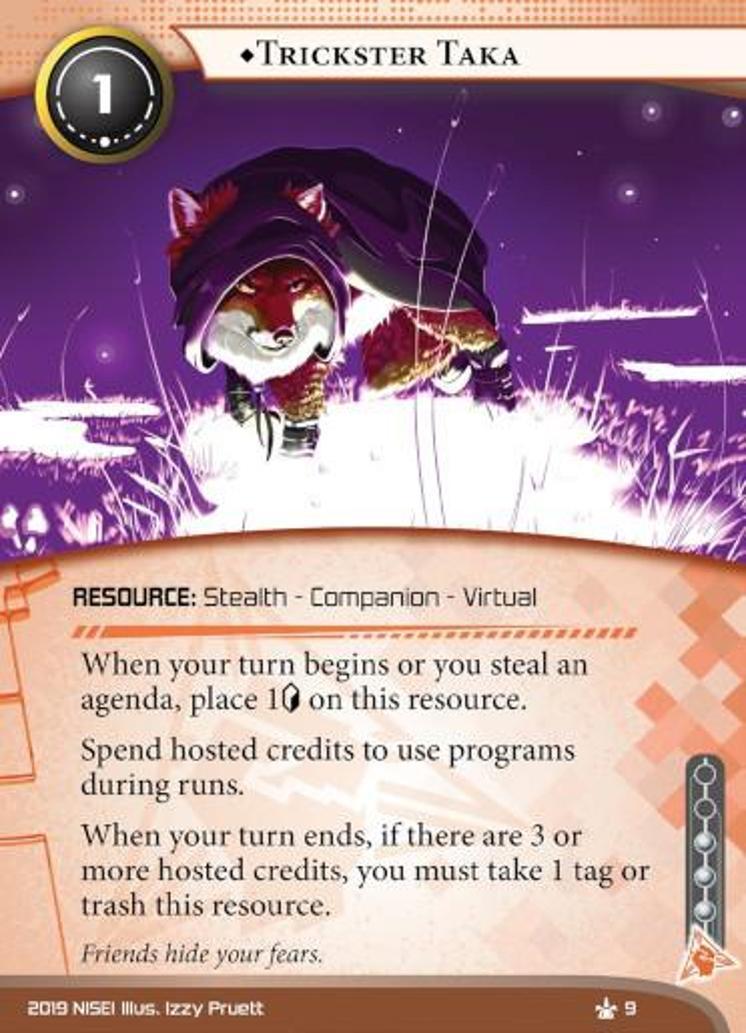 1
◆TRICKSTER TAKA
RESOURCE: Stealth - Companion - Virtual
When your turn begins or you steal an
agenda, place 1 on this resource.
Spend hosted credits to use programs
during runs.
When your turn ends, if there are 3 or
more hosted credits, you must take 1 tag or
trash this resource.
Friends hide your fears.
2019 NISEI Illus. Izzy Pruett
9